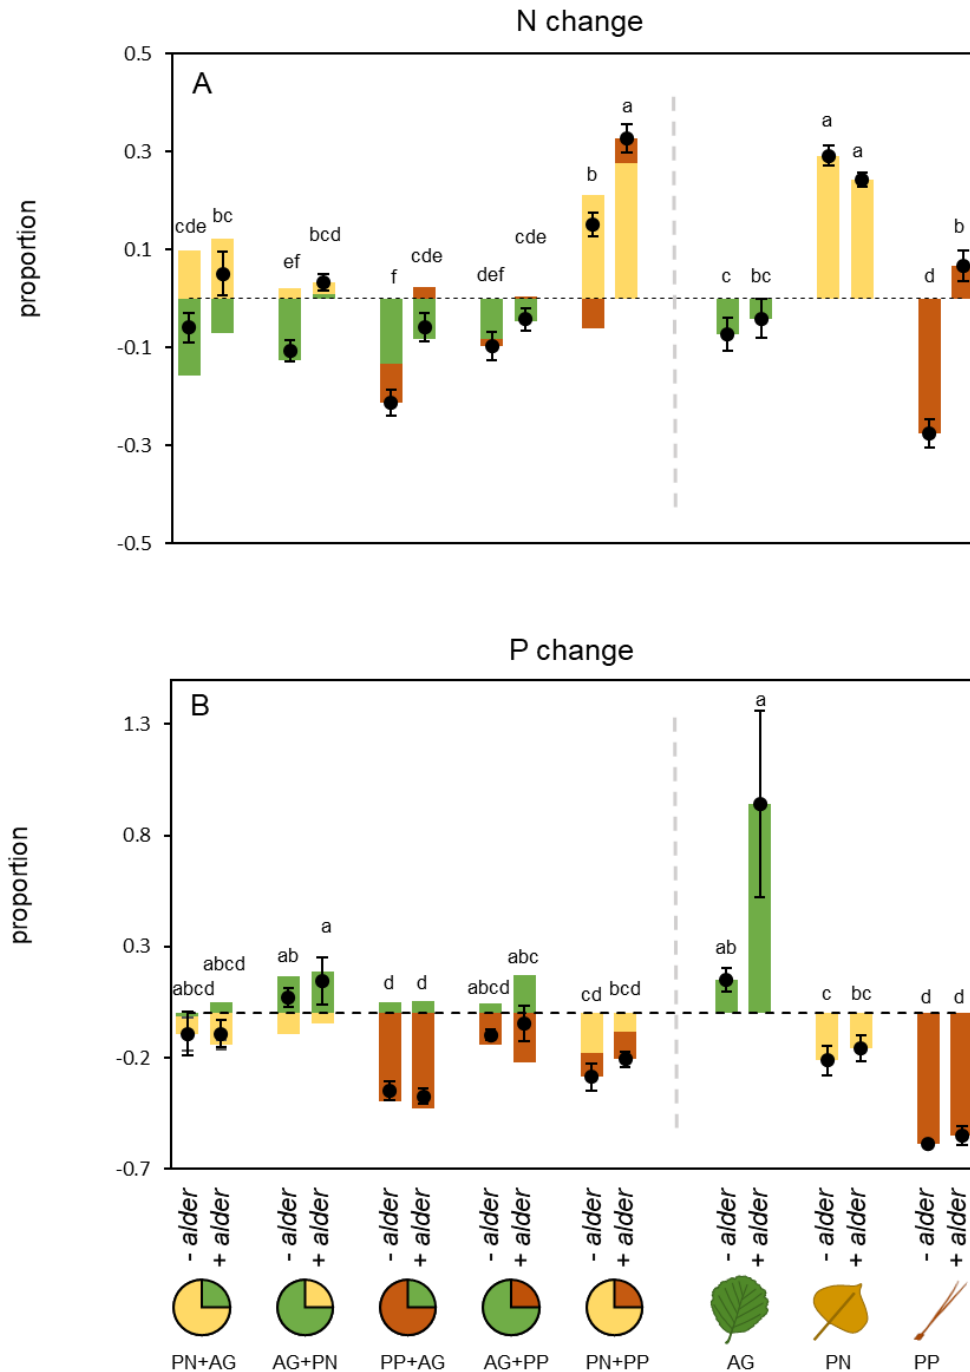 N change
A
proportion
0.5
0.3
0.1
-0.1
-0.3
-0.5
cde
bc
ef
bcd
f
cde
def
cde
b
a
c
bc
a
a
d
b
P change
B
proportion
1.3
0.8
0.3
-0.2
-0.7
abcd
abcd
ab
a
d
d
abcd
abc
cd
bcd
ab
a
c
bc
d
d
- alder
+ alder
- alder
+ alder
- alder
+ alder
- alder
+ alder
- alder
+ alder
- alder
+ alder
- alder
+ alder
- alder
+ alder
PN+AG
AG+PN
PP+AG
AG+PP
PN+PP
AG
PN
PP